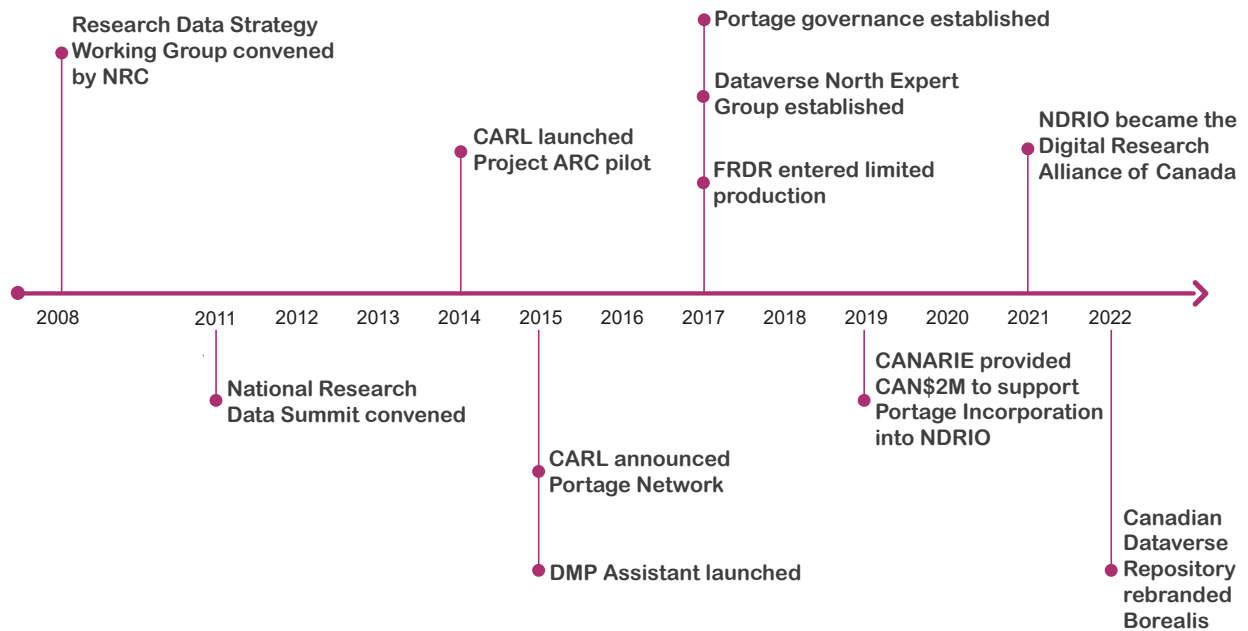 Research Data Strategy
Working Group convened
by NRC
Portage governance established
Dataverse North Expert
Group established
CARL launched
Project ARC pilot
FRDR entered limited
production
NDRIO became the
Digital Research
Alliance of Canada
2008
2011
2012
2013
2014
2015
2016
2017
2018
2019
2020
2021
2022
National Research
Data Summit convened
CARL announced
Portage Network
DMP Assistant launched
CANARIE provided
CAN$2M to support
Portage Incorporation
into NDRIO
Canadian
Dataverse
Repository
rebranded
Borealis